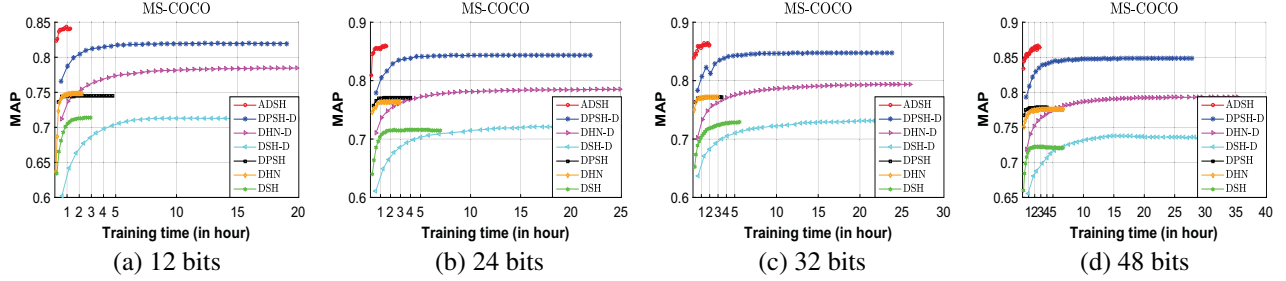 MS-COCO
MAP
0.85
0.8
0.75
0.7
0.65
0.6
1 2 3 4 5 10 15 20
Training time (in hour)
ADSH
DPSH-D
DHN-D
DSH-D
DPSH
DHN
DSH
(a) 12 bits
MS-COCO
MAP
0.9
0.8
0.7
0.6
1 2 3 4 5 10 15 20 25
Training time (in hour)
ADSH
DPSH-D
DHN-D
DSH-D
DPSH
DHN
DSH
(b) 24 bits
MS-COCO
MAP
0.9
0.8
0.7
0.6
1 2 3 4 5 10 15 20 25 30
Training time (in hour)
ADSH
DPSH-D
DHN-D
DSH-D
DPSH
DHN
DSH
(c) 32 bits
MS-COCO
MAP
0.9
0.85
0.8
0.75
0.7
0.65
1 2 3 4 5 10 15 20 25 30 35 40
Training time (in hour)
ADSH
DPSH-D
DHN-D
DSH-D
DPSH
DHN
DSH
(d) 48 bits